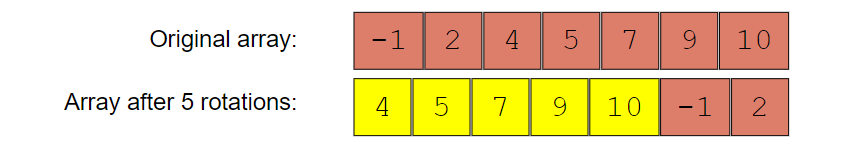 Original array: -1 2 4 5 7 9 10
Array after 5 rotations: 4 5 7 9 10 -1 2